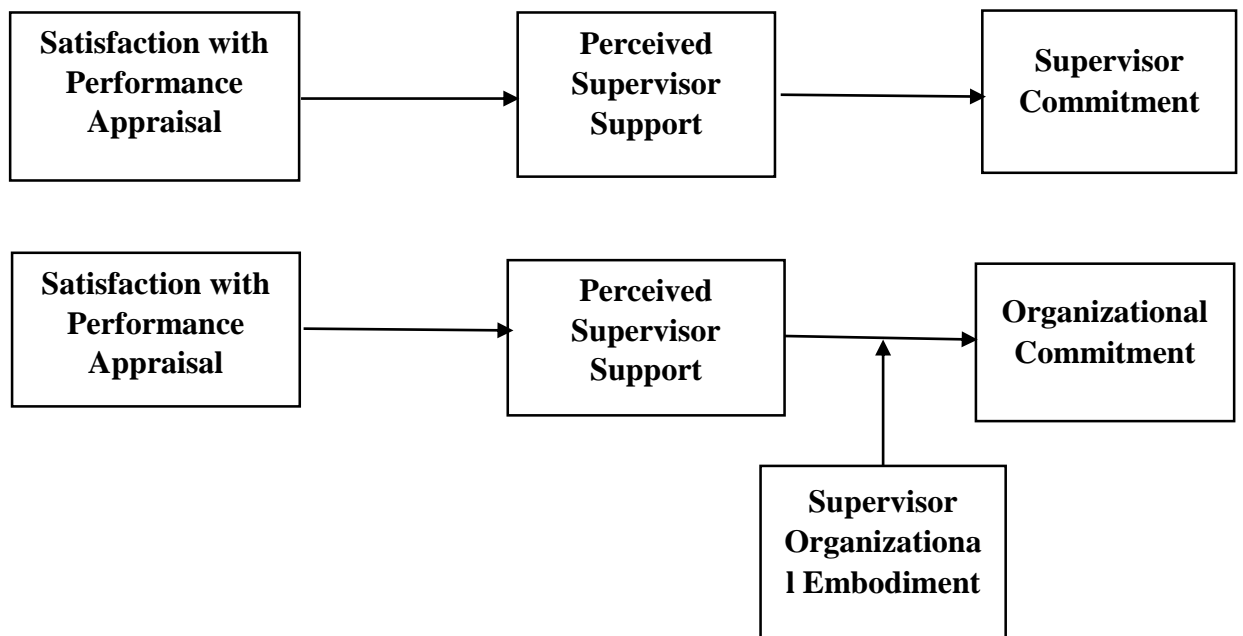 Satisfaction with
Performance
Appraisal
Perceived
Supervisor
Support
Supervisor
Commitment
Satisfaction with
Performance
Appraisal
Perceived
Supervisor
Support
Organizational
Commitment
Supervisor
Organizationa
l Embodiment